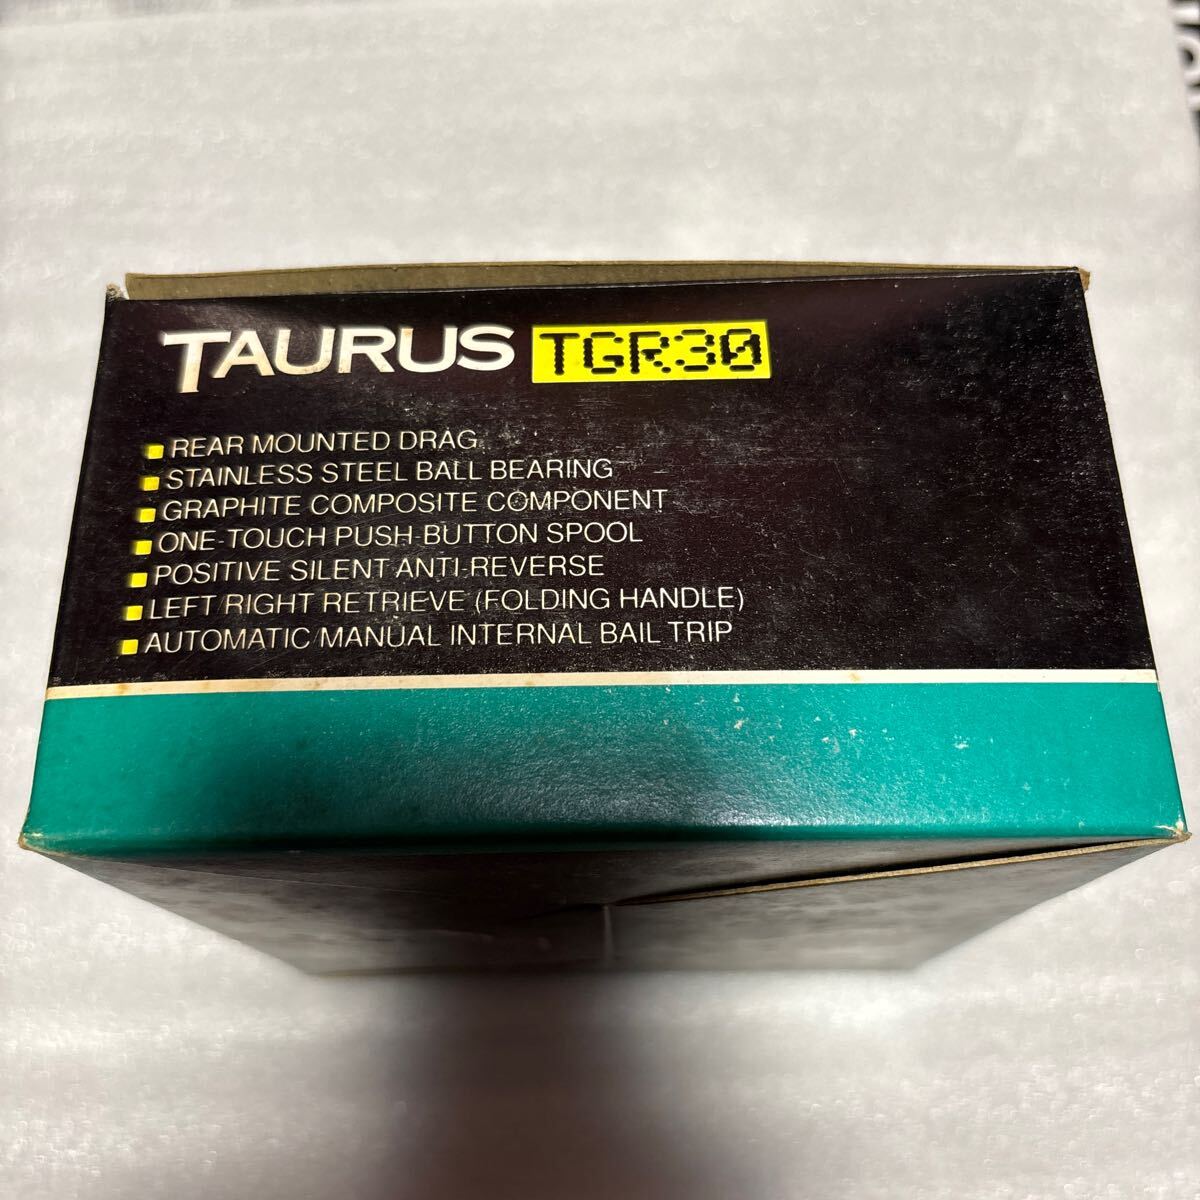 TAURUS TGR30
REAR MOUNTED DRAG
STAINLESS STEEL BALL BEARING
GRAPHITE COMPOSITE COMPONENT
ONE-TOUCH PUSH-BUTTON SPOOL
POSITIVE SILENT ANTI-REVERSE
LEFT/RIGHT RETRIEVE (FOLDING HANDLE)
AUTOMATIC/MANUAL INTERNAL BAIL TRIP